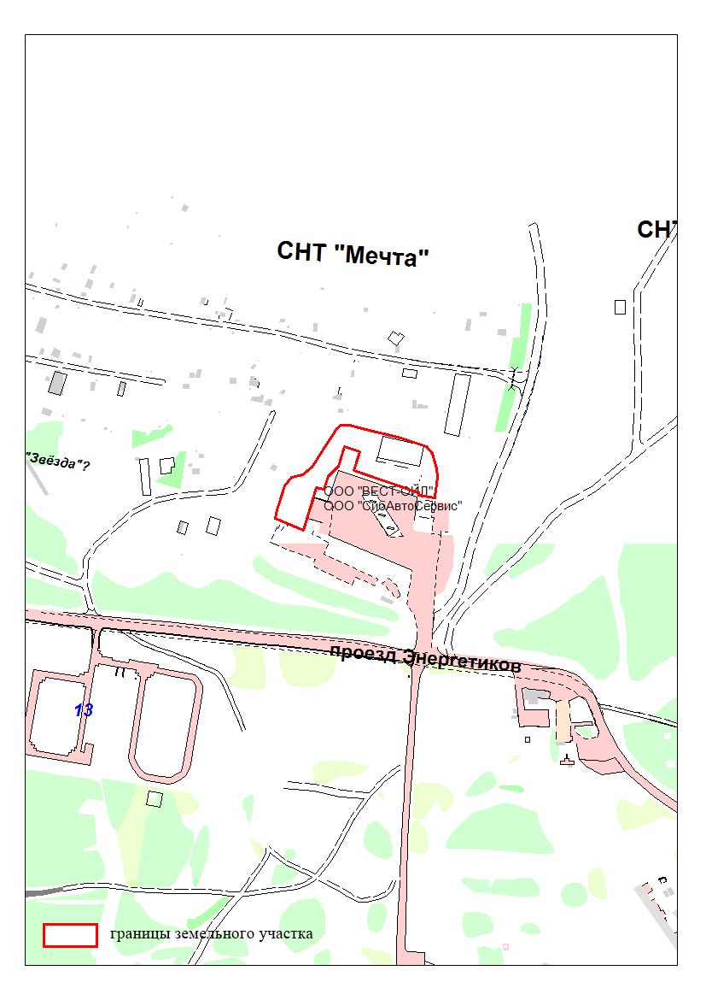 СНТ
СНТ "Мечта"
"Звёзда"?
ООО "ВЕСТ-ОЙЛ"
ООО "СибАвтоСервис"
проезд Энергетиков
13
границы земельного участка